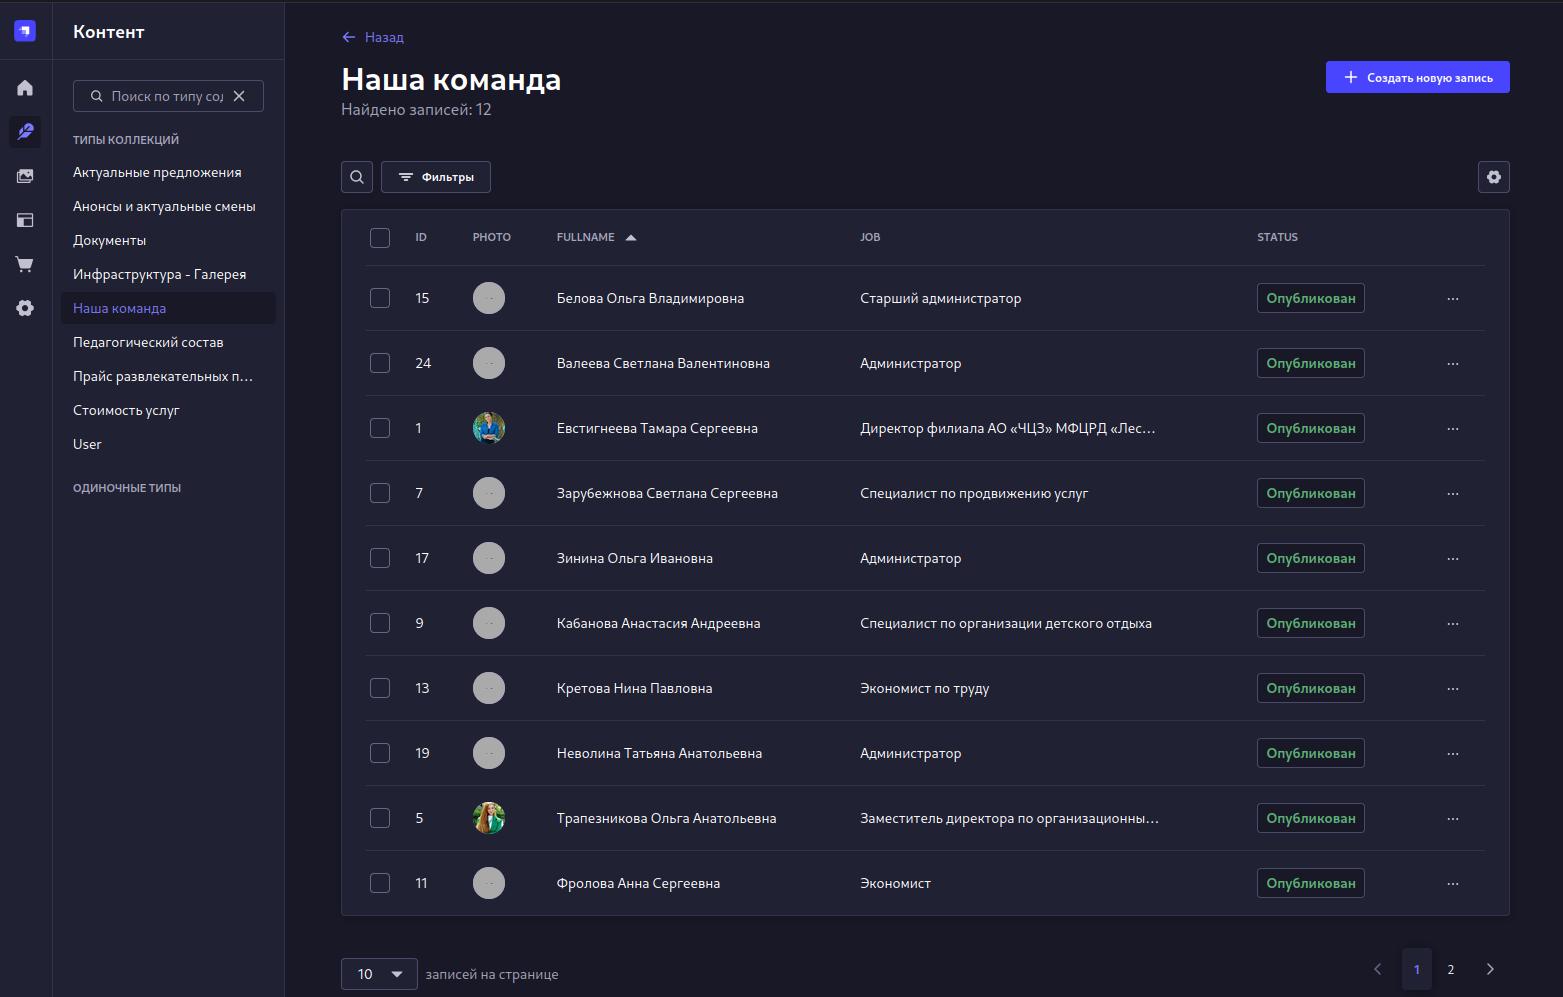 Контент
Поиск по типу со
ТИПЫ КОЛЛЕКЦИЙ
Актуальные предложения
Анонсы и актуальные смены
Документы
Инфраструктура - Галерея
Наша команда
Педагогический состав
Прайс развлекательных п...
Стоимость услуг
User
ОДИНОЧНЫЕ ТИПЫ
Назад
Наша команда
Найдено записей: 12
Создать новую запись
Фильтры
ID PHOTO FULLNAME JOB STATUS
15 Белова Ольга Владимировна Старший администратор Опубликован
24 Валеева Светлана Валентиновна Администратор Опубликован
1 Евстигнеева Тамара Сергеевна Директор филиала АО «ЧЦЗ» МФЦРД «Лес... Опубликован
7 Зарубежнова Светлана Сергеевна Специалист по продвижению услуг Опубликован
17 Зинина Ольга Ивановна Администратор Опубликован
9 Кабанова Анастасия Андреевна Специалист по организации детского отдыха Опубликован
13 Кретова Нина Павловна Экономист по труду Опубликован
19 Неволина Татьяна Анатольевна Администратор Опубликован
5 Трапезникова Ольга Анатольевна Заместитель директора по организационны... Опубликован
11 Фролова Анна Сергеевна Экономист Опубликован
10 записей на странице
1 2